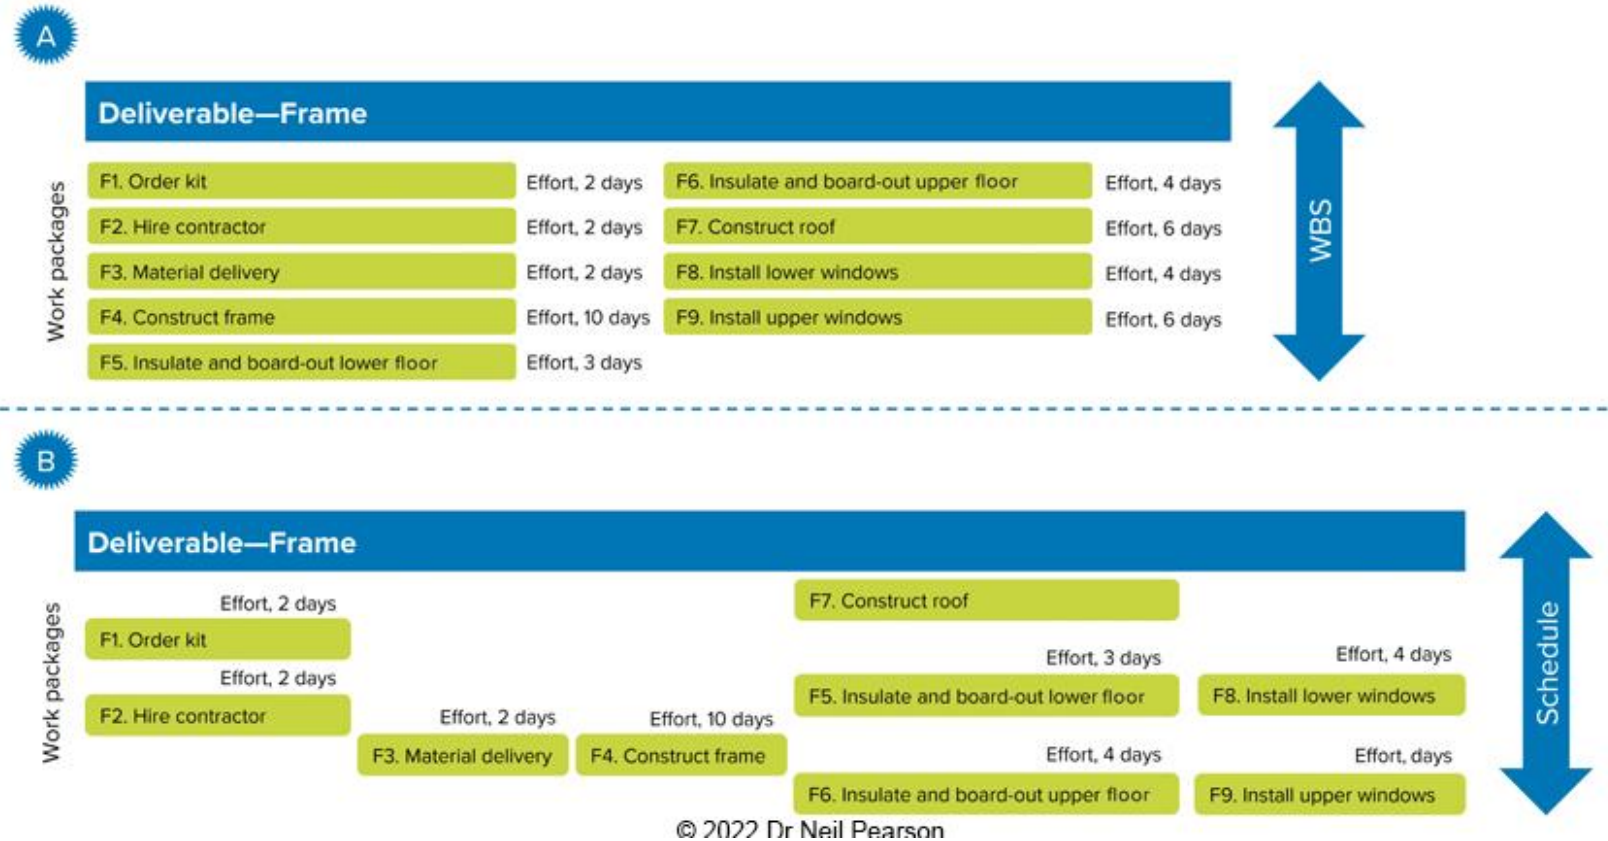 A
Deliverable—Frame
Work packages
F1. Order kit Effort, 2 days F6. Insulate and board-out upper floor Effort, 4 days
F2. Hire contractor Effort, 2 days F7. Construct roof Effort, 6 days
F3. Material delivery Effort, 2 days F8. Install lower windows Effort, 4 days
F4. Construct frame Effort, 10 days F9. Install upper windows Effort, 6 days
F5. Insulate and board-out lower floor Effort, 3 days
WBS
B
Deliverable—Frame
Work packages
Effort, 2 days
F1. Order kit
Effort, 2 days
F2. Hire contractor
Effort, 2 days
F3. Material delivery
Effort, 10 days
F4. Construct frame
F7. Construct roof
Effort, 3 days
F5. Insulate and board-out lower floor
Effort, 4 days
F8. Install lower windows
Effort, 4 days
F6. Insulate and board-out upper floor
Effort, days
F9. Install upper windows
Schedule
© 2022 Dr Neil Pearson